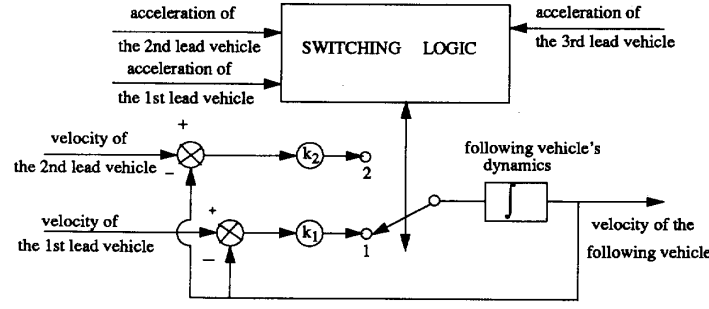 acceleration of
the 2nd lead vehicle
acceleration of
the 1st lead vehicle
SWITCHING LOGIC
acceleration of
the 3rd lead vehicle
+
velocity of
the 2nd lead vehicle
−
k2
2
following vehicle's
dynamics
∫
velocity of
the 1st lead vehicle
+
−
k1
1
velocity of the
following vehicle